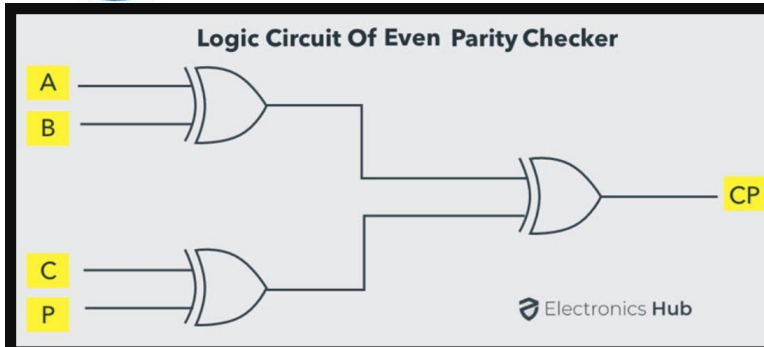 Logic Circuit Of Even Parity Checker
A
B
CP
C
P
Electronics Hub